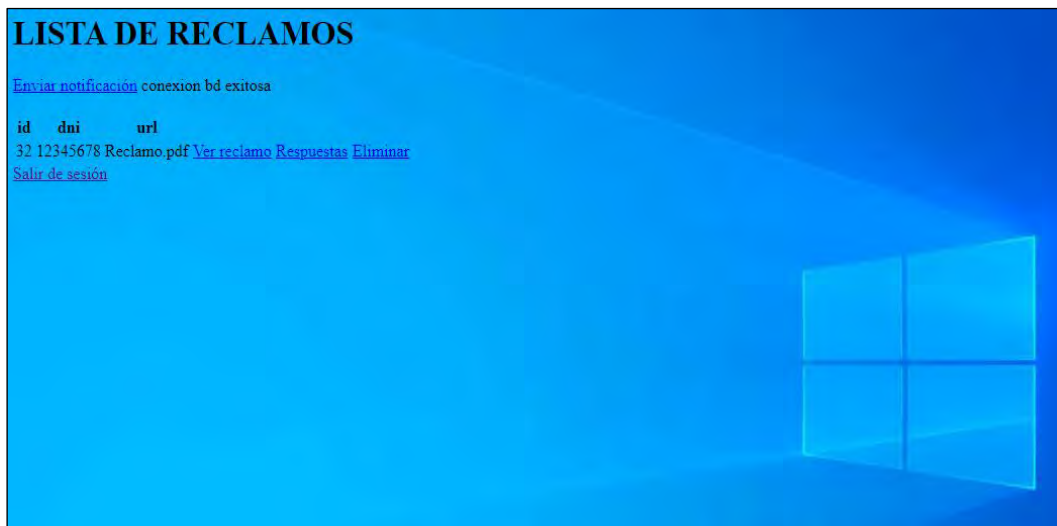 LISTA DE RECLAMOS
Enviar notificación conexion bd exitosa
id dni url
32 12345678 Reclamo.pdf Ver reclamo Respuestas Eliminar
Salir de sesión